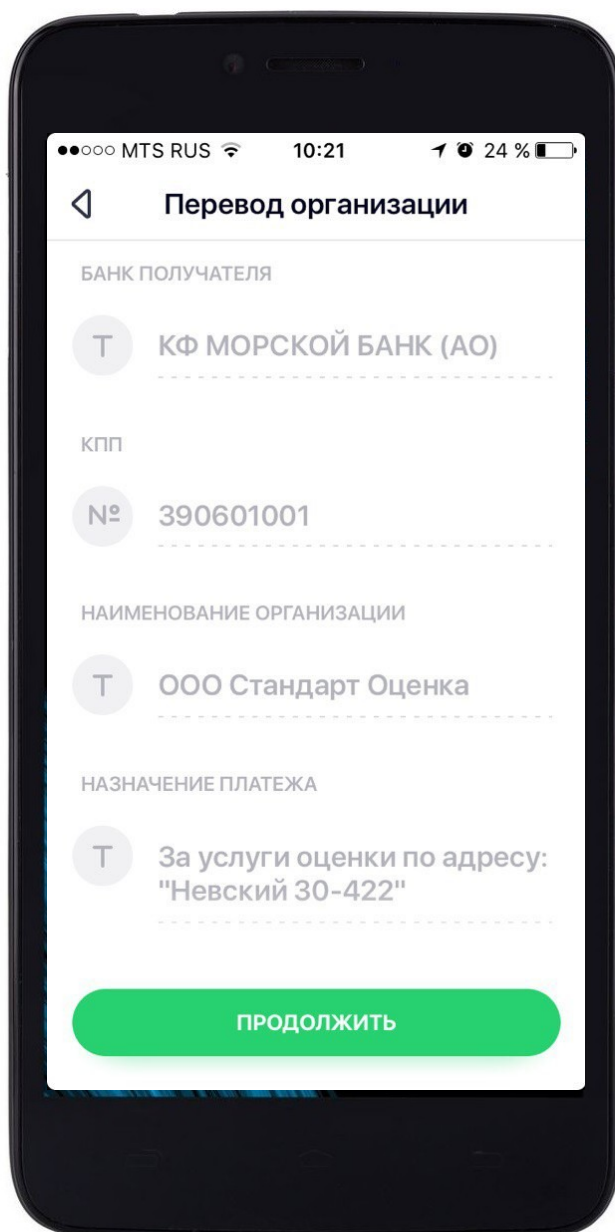 MTS RUS 10:21 24 %
Перевод организации
БАНК ПОЛУЧАТЕЛЯ
Т КФ МОРСКОЙ БАНК (АО)
КПП
№ 390601001
НАИМЕНОВАНИЕ ОРГАНИЗАЦИИ
Т ООО Стандарт Оценка
НАЗНАЧЕНИЕ ПЛАТЕЖА
Т За услуги оценки по адресу:
"Невский 30-422"
ПРОДОЛЖИТЬ